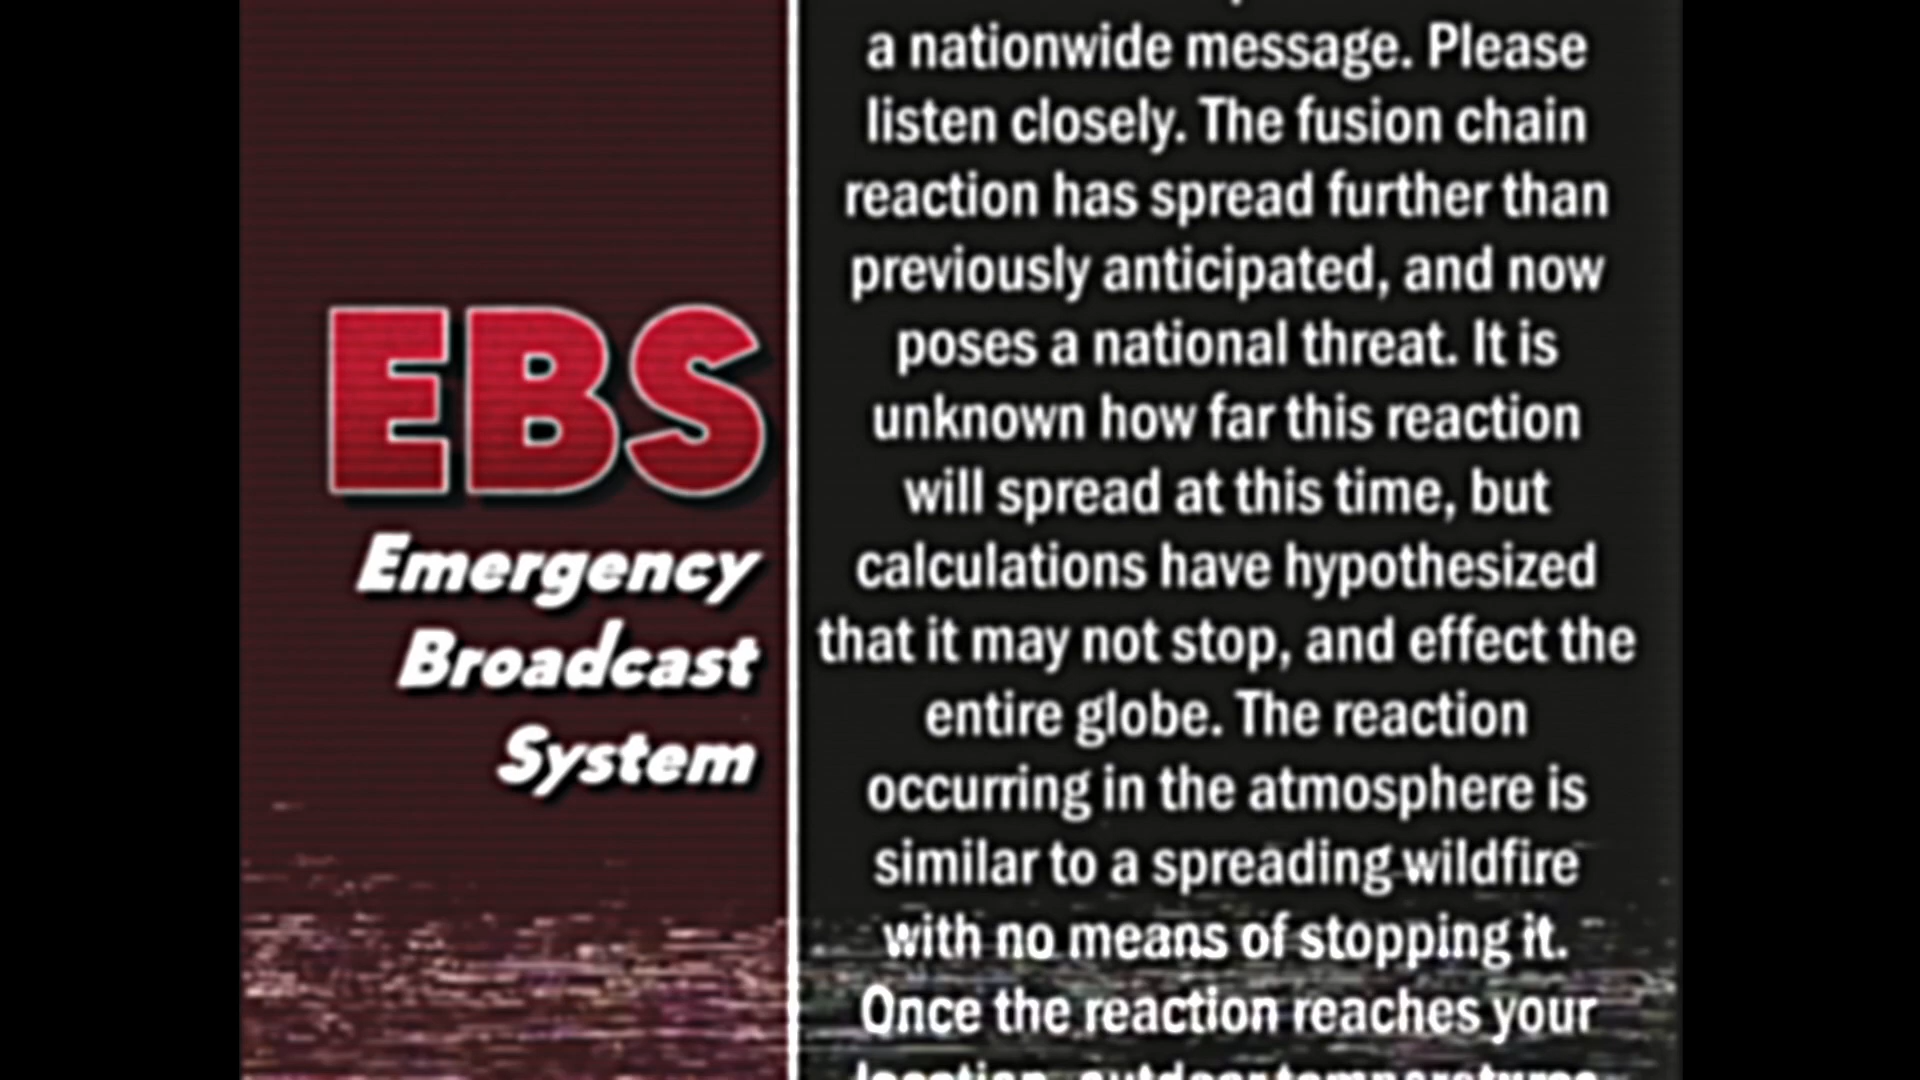 EBS
Emergency
Broadcast
System
a nationwide message. Please
listen closely. The fusion chain
reaction has spread further than
previously anticipated, and now
poses a national threat. It is
unknown how far this reaction
will spread at this time, but
calculations have hypothesized
that it may not stop, and effect the
entire globe. The reaction
occurring in the atmosphere is
similar to a spreading wildfire
with no means of stopping it.
Once the reaction reaches your
location, outdoor temperatures